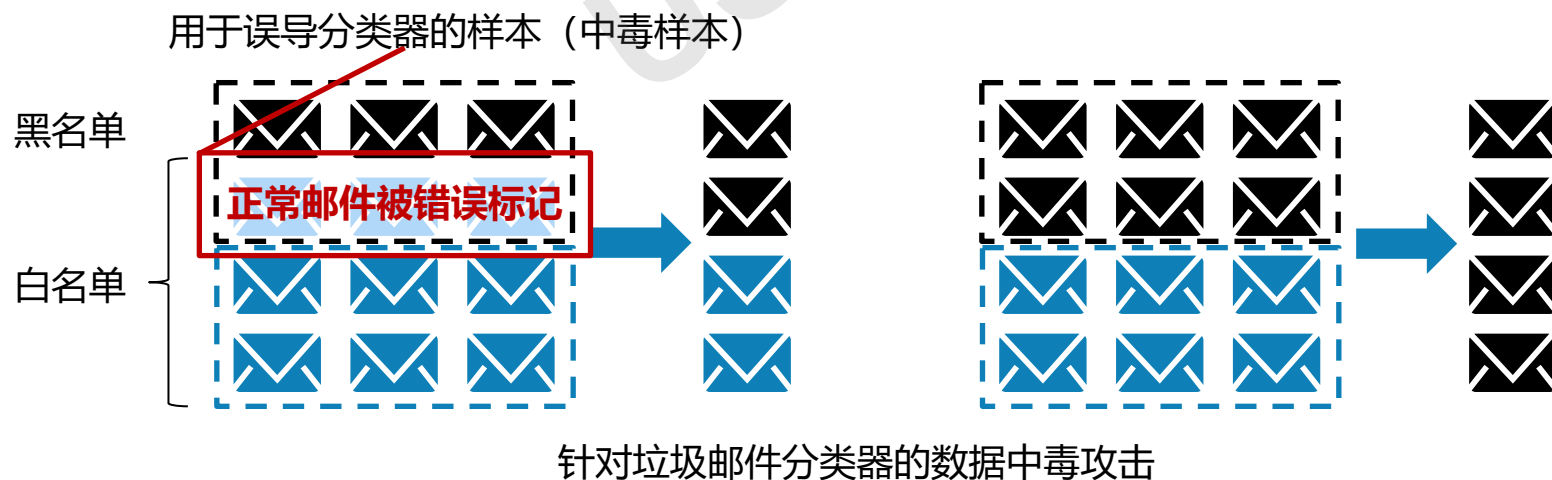 用于误导分类器的样本（中毒样本）
黑名单
正常邮件被错误标记
白名单
针对垃圾邮件分类器的数据中毒攻击